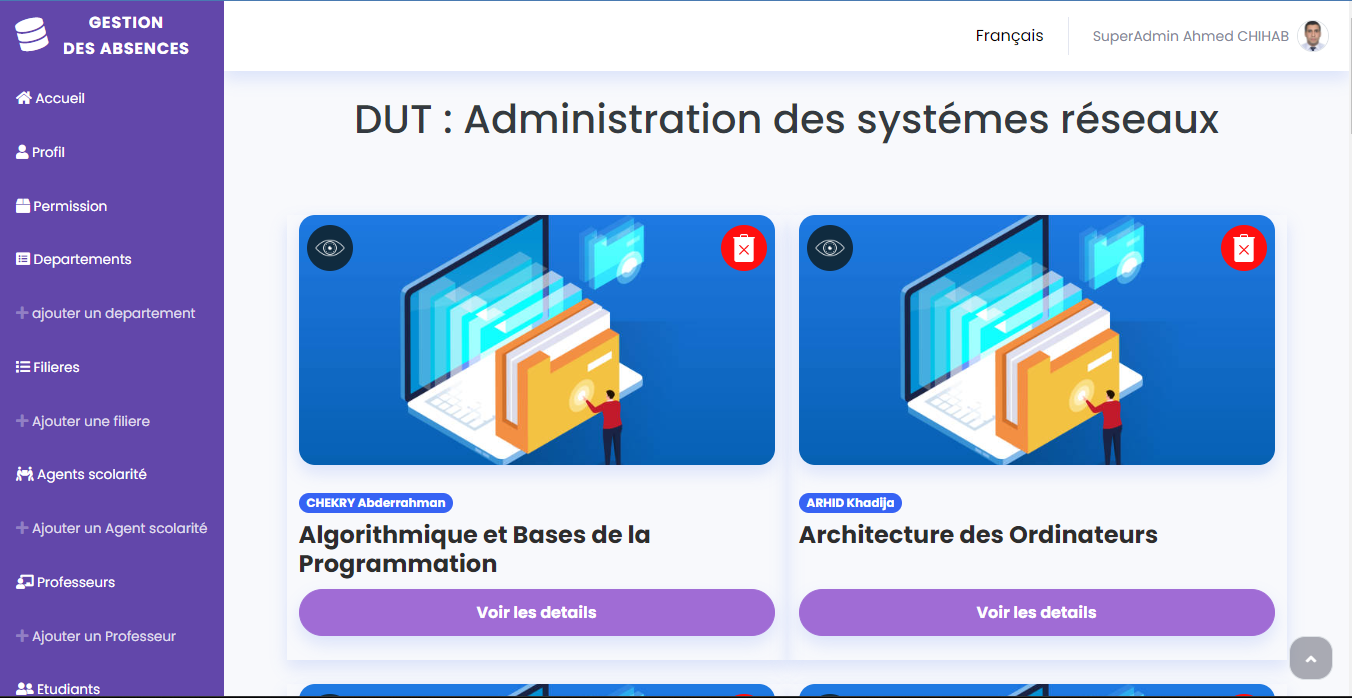 GESTION
DES ABSENCES
Accueil
Profil
Permission
Departements
ajouter un departement
Filieres
Ajouter une filiere
Agents scolarité
Ajouter un Agent scolarité
Professeurs
Ajouter un Professeur
Etudiants
Français
SuperAdmin Ahmed CHIHAB
DUT : Administration des systémes réseaux
CHEKRY Abderrahman
Algorithmique et Bases de la
Programmation
Voir les details
ARHID Khadija
Architecture des Ordinateurs
Voir les details